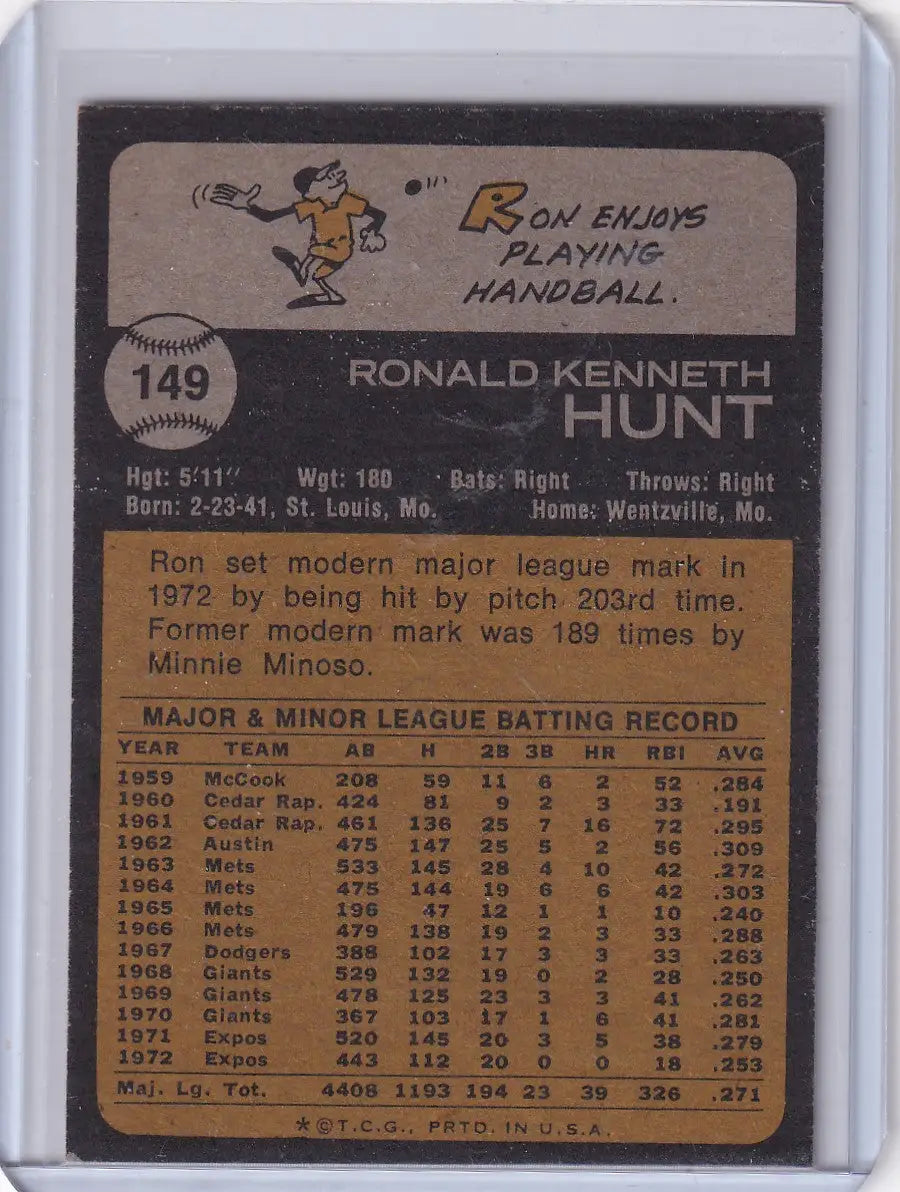 RON ENJOYS
PLAYING
HANDBALL.
149
RONALD KENNETH
HUNT
Hgt: 5'11" Wgt: 180 Bats: Right Throws: Right
Born: 2-23-41, St. Louis, Mo. Home: Wentzville, Mo.
Ron set modern major league mark in
1972 by being hit by pitch 203rd time.
Former modern mark was 189 times by
Minnie Minoso.
MAJOR & MINOR LEAGUE BATTING RECORD
YEAR TEAM AB H 2B 3B HR RBI AVG
1959 McCook 208 59 11 6 2 52 .284
1960 Cedar Rap. 424 81 9 2 3 33 .191
1961 Cedar Rap. 461 136 25 7 16 72 .295
1962 Austin 475 147 25 5 2 56 .309
1963 Mets 533 145 28 4 10 42 .272
1964 Mets 475 144 19 6 6 42 .303
1965 Mets 196 47 12 1 1 10 .240
1966 Mets 479 138 19 2 3 33 .288
1967 Dodgers 388 102 17 3 3 33 .263
1968 Giants 529 132 19 0 2 28 .250
1969 Giants 478 125 23 3 3 41 .262
1970 Giants 367 103 17 1 6 41 .281
1971 Expos 520 145 20 3 5 38 .279
1972 Expos 443 112 20 0 0 18 .253
Maj. Lg. Tot. 4408 1193 194 23 39 326 .271
*©T.C.G., PRTD. IN U.S.A.